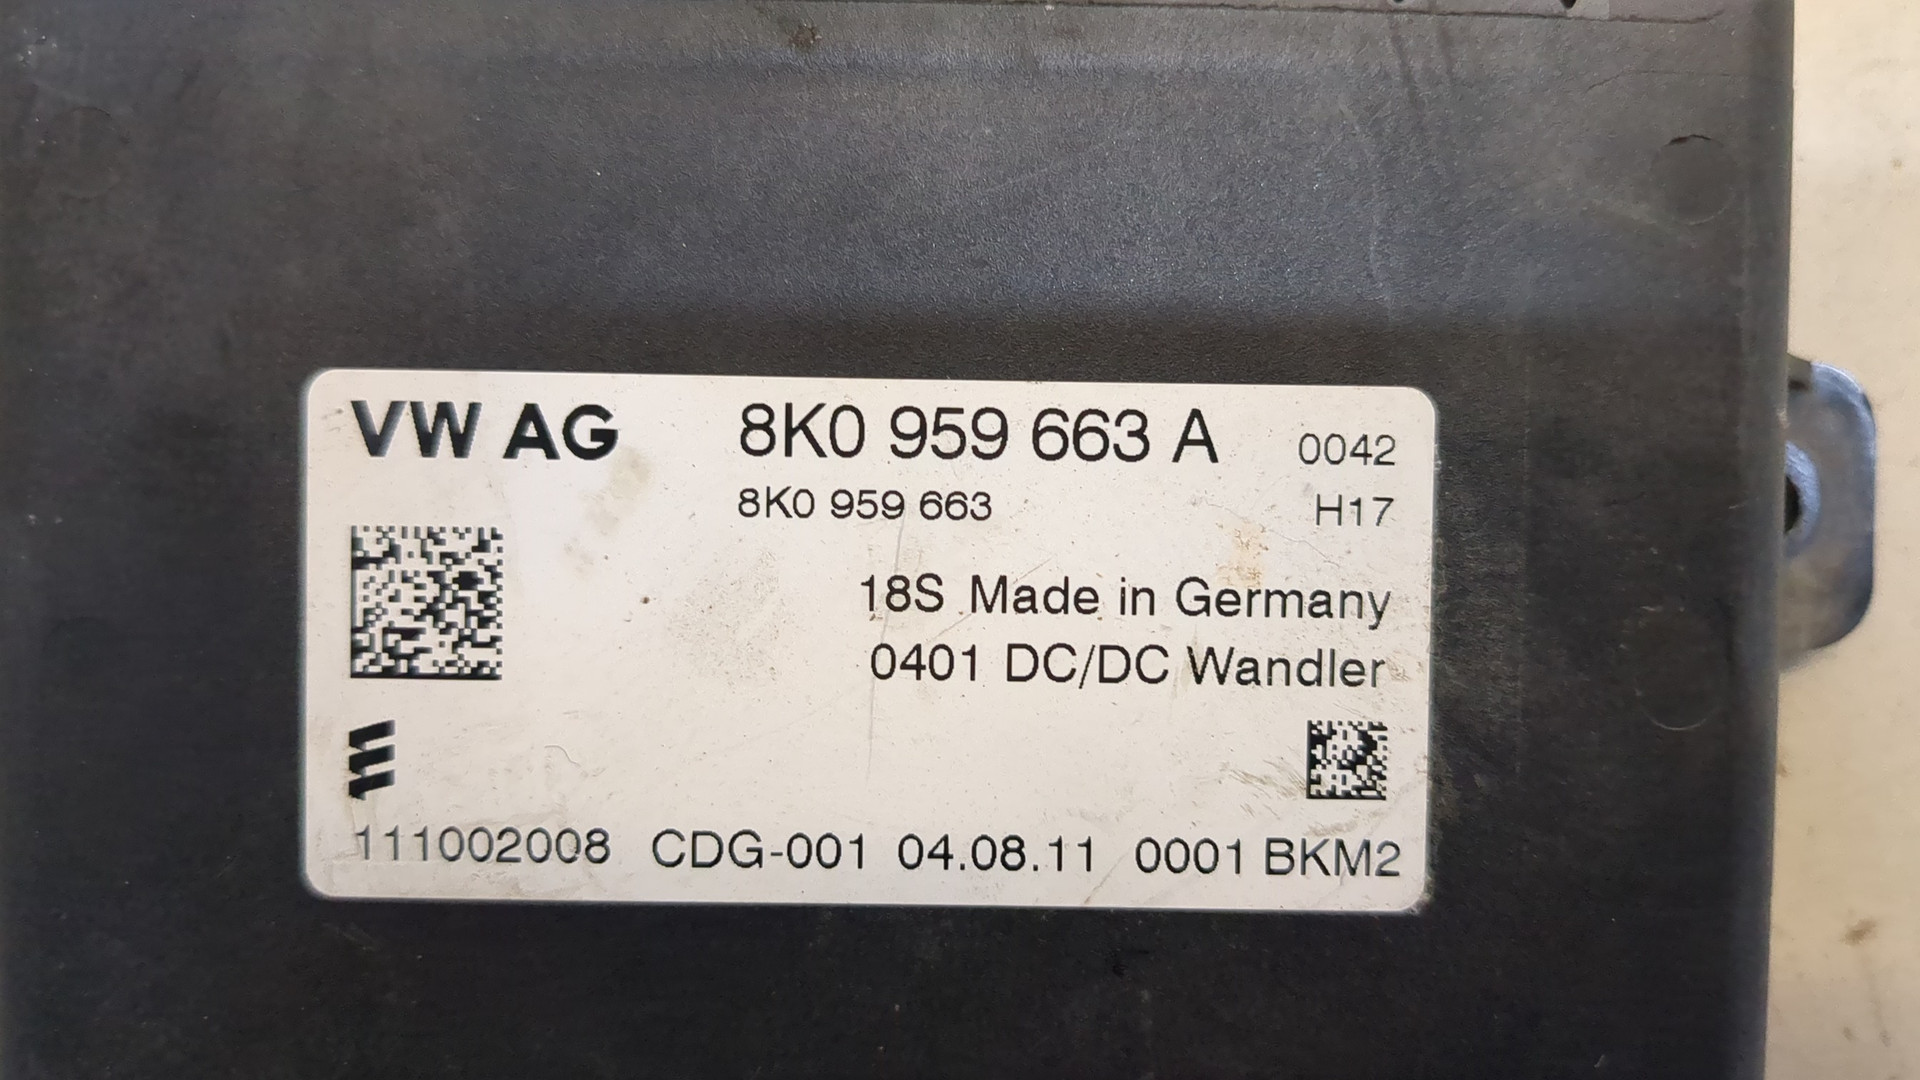 VW AG 8K0 959 663 A 0042
8K0 959 663 H17
18S Made in Germany
0401 DC/DC Wandler
111002008 CDG-001 04.08.11 0001 BKM2